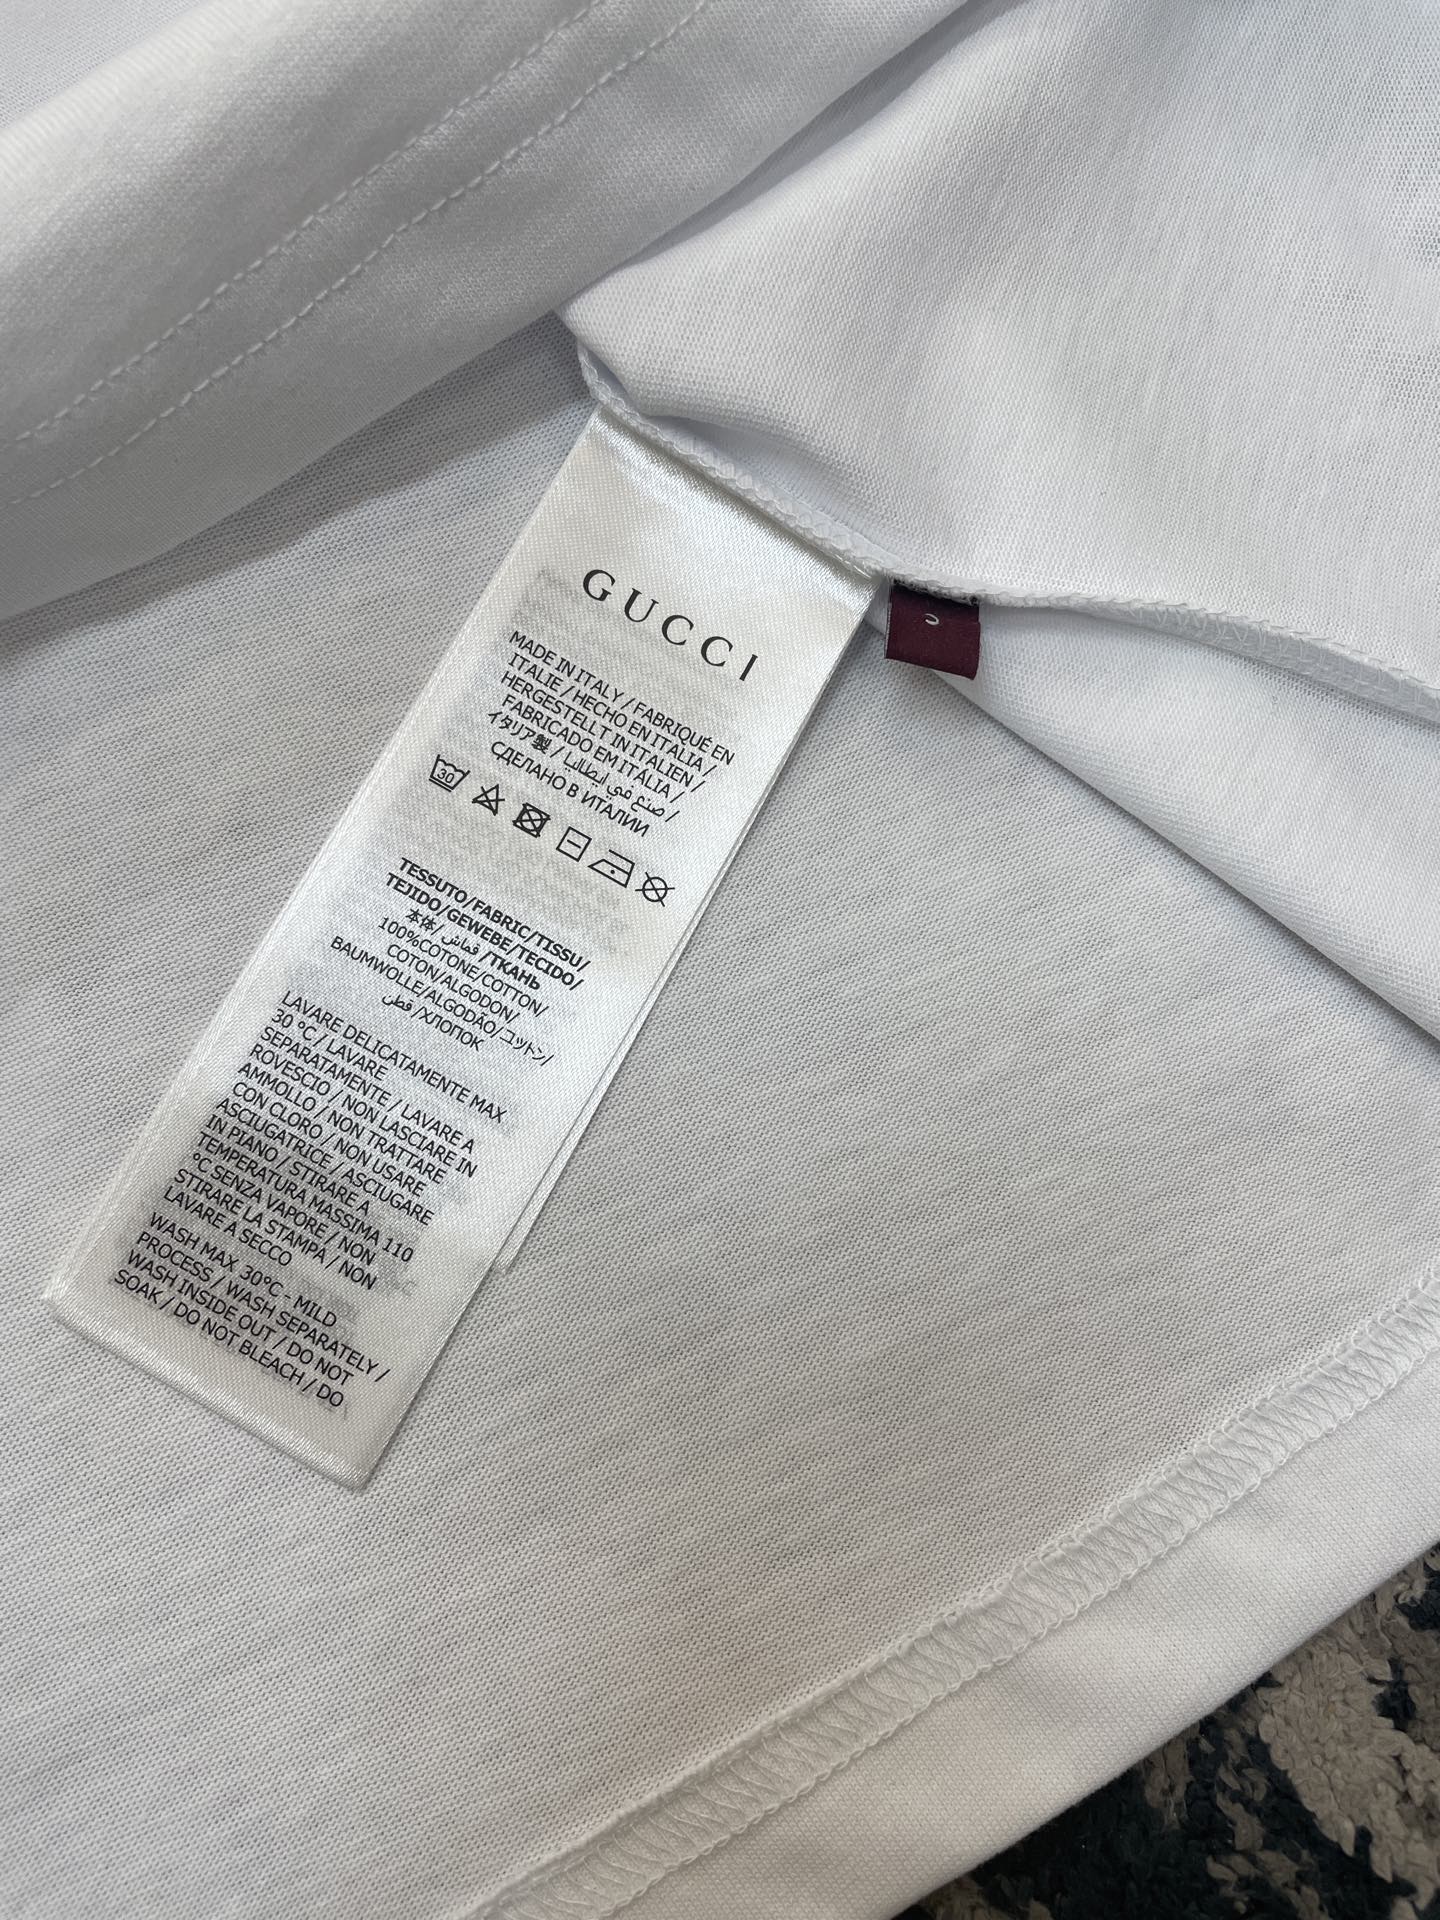 GUCCI
MADE IN ITALY / FABRIQUÉ EN
ITALIE / HECHO EN ITALIA /
HERGESTELLT IN ITALIEN /
FABRICADO EM ITÁLIA /
イタリア製 / صنع في ايطاليا /
СДЕЛАНО В ИТАЛИИ
30
TESSUTO/FABRIC/TISSU/
TEJIDO/GEWEBE/TECIDO/
本体/ قماش /ТКАНЬ
100%COTONE/COTTON/
COTON/ALGODON/
BAUMWOLLE/ALGODÃO/コットン/
قطن /ХЛОПОК
LAVARE DELICATAMENTE MAX
30 °C / LAVARE
SEPARATAMENTE / LAVARE A
ROVESCIO / NON LASCIARE IN
AMMOLLO / NON TRATTARE
CON CLORO / NON USARE
ASCIUGATRICE / ASCIUGARE
IN PIANO / STIRARE A
TEMPERATURA MASSIMA 110
°C SENZA VAPORE / NON
STIRARE LA STAMPA / NON
LAVARE A SECCO
WASH MAX 30°C - MILD
PROCESS / WASH SEPARATELY /
WASH INSIDE OUT / DO NOT
SOAK / DO NOT BLEACH / DO